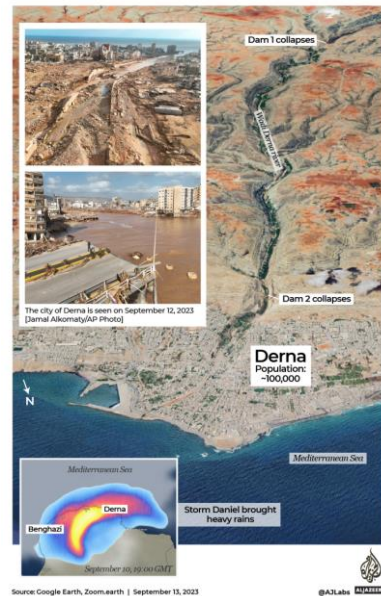 Dam 1 collapses
Wadi Derna river
The city of Derna is seen on September 12, 2023
[Jamal Alkomaty/AP Photo]
Dam 2 collapses
Derna
Population:
~100,000
N
Mediterranean Sea
Mediterranean Sea
Derna
Benghazi
September 10, 19:00 GMT
Storm Daniel brought
heavy rains
Source: Google Earth, Zoom.earth | September 13, 2023
@AJLabs
ALJAZEERA